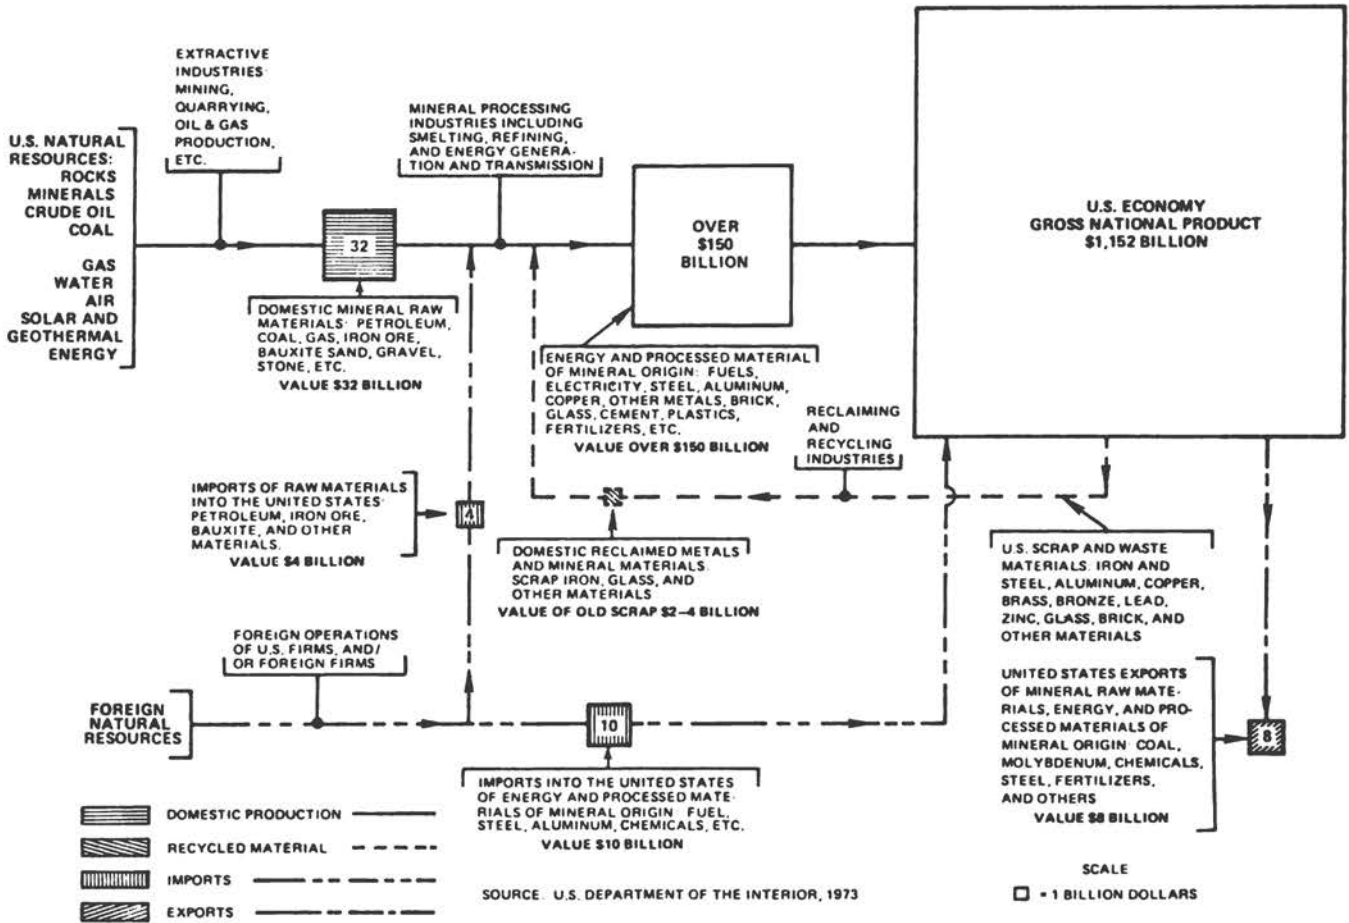 EXTRACTIVE
INDUSTRIES:
MINING,
QUARRYING,
OIL & GAS
PRODUCTION,
ETC.
U.S. NATURAL
RESOURCES:
ROCKS
MINERALS
CRUDE OIL
COAL
GAS
WATER
AIR
SOLAR AND
GEOTHERMAL
ENERGY
32
DOMESTIC MINERAL RAW
MATERIALS: PETROLEUM,
COAL, GAS, IRON ORE,
BAUXITE SAND, GRAVEL,
STONE, ETC.
VALUE $32 BILLION
MINERAL PROCESSING
INDUSTRIES INCLUDING
SMELTING, REFINING,
AND ENERGY GENERA-
TION AND TRANSMISSION
OVER
$150
BILLION
ENERGY AND PROCESSED MATERIAL
OF MINERAL ORIGIN: FUELS,
ELECTRICITY, STEEL, ALUMINUM,
COPPER, OTHER METALS, BRICK,
GLASS, CEMENT, PLASTICS,
FERTILIZERS, ETC.
VALUE OVER $150 BILLION
U.S. ECONOMY
GROSS NATIONAL PRODUCT
$1,152 BILLION
RECLAIMING
AND
RECYCLING
INDUSTRIES
IMPORTS OF RAW MATERIALS
INTO THE UNITED STATES:
PETROLEUM, IRON ORE,
BAUXITE, AND OTHER
MATERIALS.
VALUE $4 BILLION
4
DOMESTIC RECLAIMED METALS
AND MINERAL MATERIALS:
SCRAP IRON, GLASS, AND
OTHER MATERIALS
VALUE OF OLD SCRAP $2–4 BILLION
U.S. SCRAP AND WASTE
MATERIALS: IRON AND
STEEL, ALUMINUM, COPPER,
BRASS, BRONZE, LEAD,
ZINC, GLASS, BRICK, AND
OTHER MATERIALS
FOREIGN OPERATIONS
OF U.S. FIRMS, AND/
OR FOREIGN FIRMS
FOREIGN
NATURAL
RESOURCES
10
IMPORTS INTO THE UNITED STATES
OF ENERGY AND PROCESSED MATE-
RIALS OF MINERAL ORIGIN: FUEL,
STEEL, ALUMINUM, CHEMICALS, ETC.
VALUE $10 BILLION
UNITED STATES EXPORTS
OF MINERAL RAW MATE-
RIALS, ENERGY, AND PRO-
CESSED MATERIALS OF
MINERAL ORIGIN: COAL,
MOLYBDENUM, CHEMICALS,
STEEL, FERTILIZERS,
AND OTHERS
VALUE $8 BILLION
8
DOMESTIC PRODUCTION
RECYCLED MATERIAL
IMPORTS
EXPORTS
SOURCE. U.S. DEPARTMENT OF THE INTERIOR, 1973
SCALE
= 1 BILLION DOLLARS